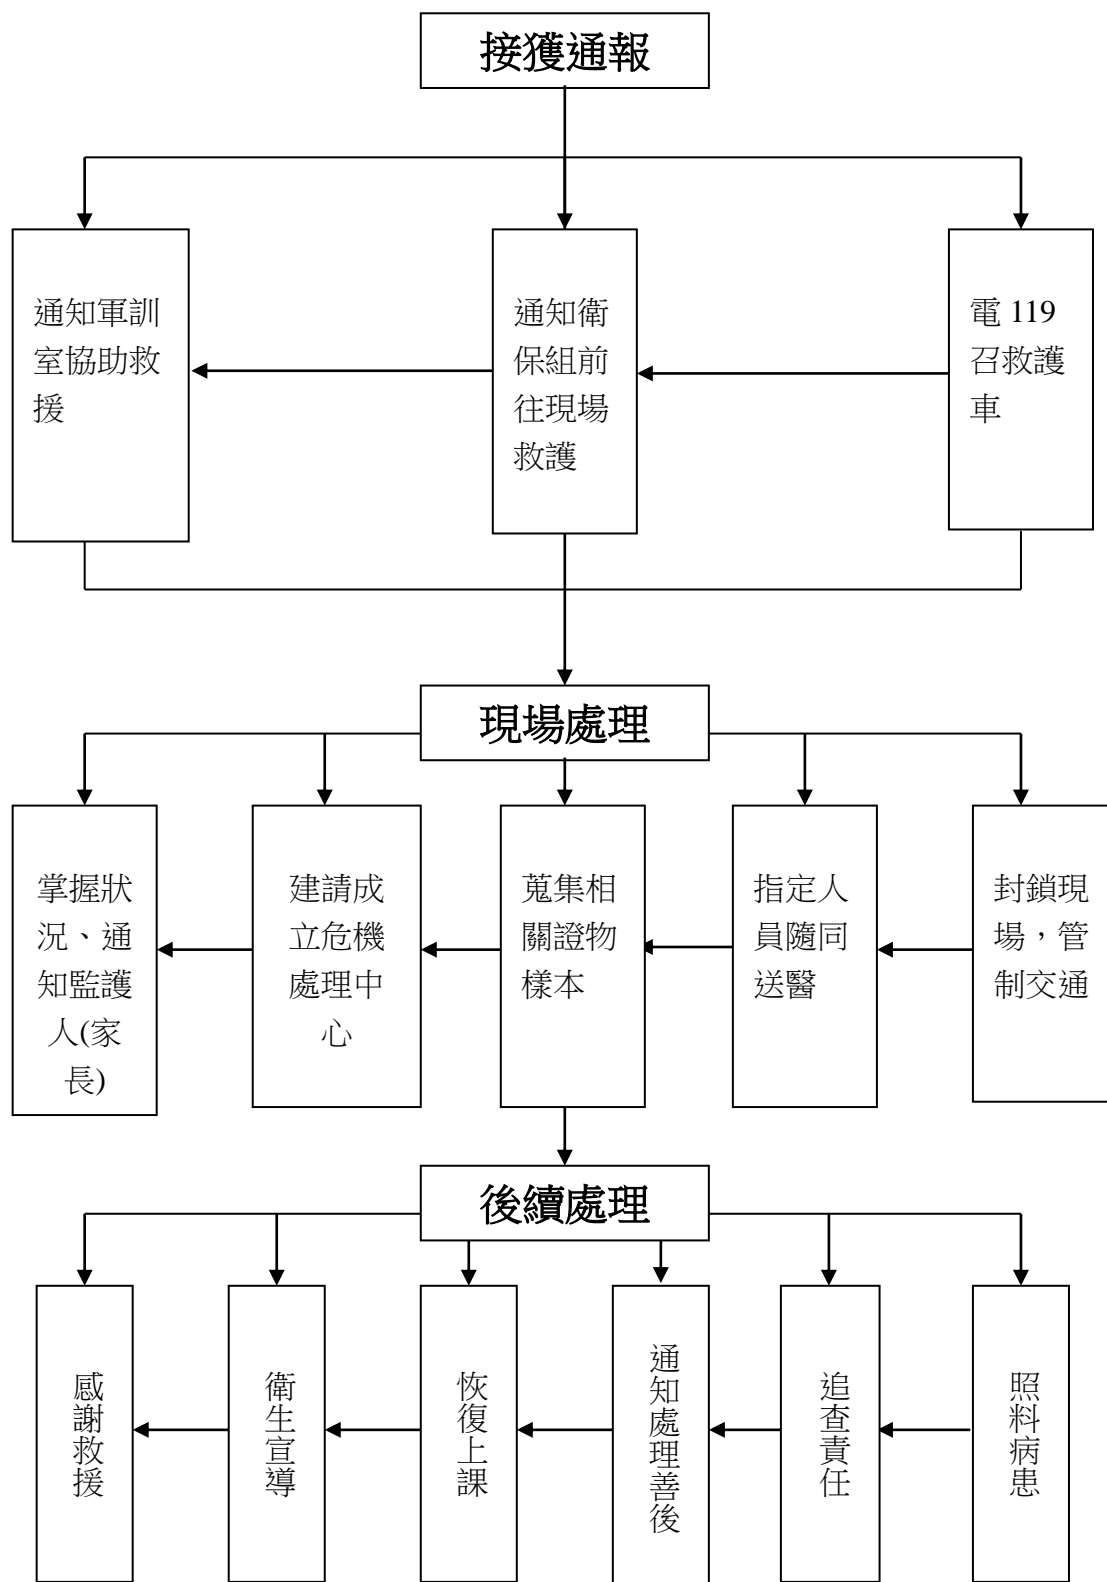 接獲通報
通知軍訓
室協助救
援
通知衛
保組前
往現場
救護
電 119
召救護
車
現場處理
掌握狀
況、通
知監護
人(家
長)
建請成
立危機
處理中
心
蒐集相
關證物
樣本
指定人
員隨同
送醫
封鎖現
場，管
制交通
後續處理
感謝救援
衛生宣導
恢復上課
通知處理善後
追查責任
照料病患